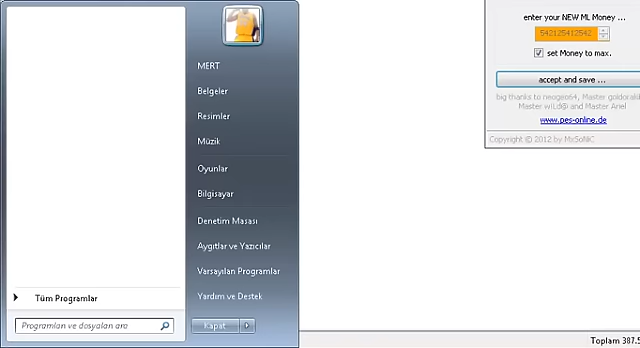 MERT
Belgeler
Resimler
Müzik
Oyunlar
Bilgisayar
Denetim Masası
Aygıtlar ve Yazıcılar
Varsayılan Programlar
Yardım ve Destek
Tüm Programlar
Programları ve dosyaları ara
Kapat
enter your NEW ML Money ...
542125412542
set Money to max.
accept and save ...
big thanks to neogen64, Master
Master wiLd@ and Master Ariel
www.pes-online.de
Copyright © 2012 by
Toplam 387.5